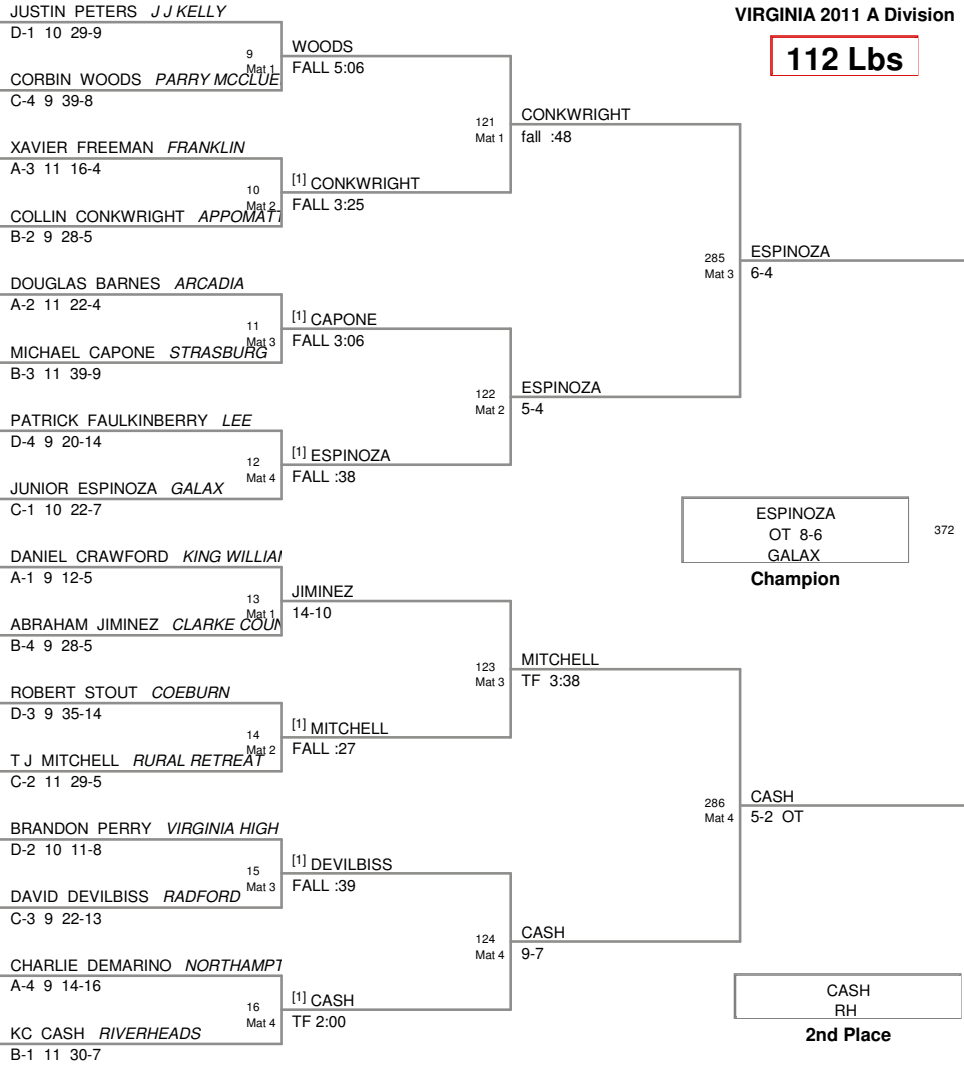 VIRGINIA 2011 A Division
112 Lbs
JUSTIN PETERS J J KELLY
D-1 10 29-9
9
Mat 1
WOODS
FALL 5:06
CORBIN WOODS PARRY MCCLUE
C-4 9 39-8
121
Mat 1
CONKWRIGHT
fall :48
XAVIER FREEMAN FRANKLIN
A-3 11 16-4
10
Mat 2
[1] CONKWRIGHT
FALL 3:25
COLLIN CONKWRIGHT APPOMATT
B-2 9 28-5
285
Mat 3
ESPINOZA
6-4
DOUGLAS BARNES ARCADIA
A-2 11 22-4
11
Mat 3
[1] CAPONE
FALL 3:06
MICHAEL CAPONE STRASBURG
B-3 11 39-9
122
Mat 2
ESPINOZA
5-4
PATRICK FAULKINBERRY LEE
D-4 9 20-14
12
Mat 4
[1] ESPINOZA
FALL :38
JUNIOR ESPINOZA GALAX
C-1 10 22-7
ESPINOZA
OT 8-6
GALAX
372
Champion
DANIEL CRAWFORD KING WILLIAM
A-1 9 12-5
13
Mat 1
JIMINEZ
14-10
ABRAHAM JIMINEZ CLARKE COUN
B-4 9 28-5
123
Mat 3
MITCHELL
TF 3:38
ROBERT STOUT COEBURN
D-3 9 35-14
14
Mat 2
[1] MITCHELL
FALL :27
T J MITCHELL RURAL RETREAT
C-2 11 29-5
286
Mat 4
CASH
5-2 OT
BRANDON PERRY VIRGINIA HIGH
D-2 10 11-8
15
Mat 3
[1] DEVILBISS
FALL :39
DAVID DEVILBISS RADFORD
C-3 9 22-13
124
Mat 4
CASH
9-7
CHARLIE DEMARINO NORTHAMPT
A-4 9 14-16
16
Mat 4
[1] CASH
TF 2:00
KC CASH RIVERHEADS
B-1 11 30-7
CASH
RH
2nd Place